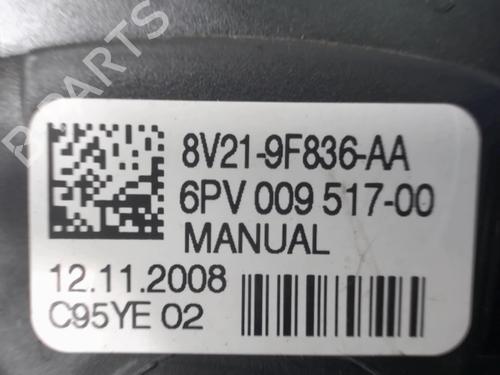 B-PARTS
8V21-9F836-AA
6PV 009 517-00
MANUAL
12.11.2008
C95YE 02